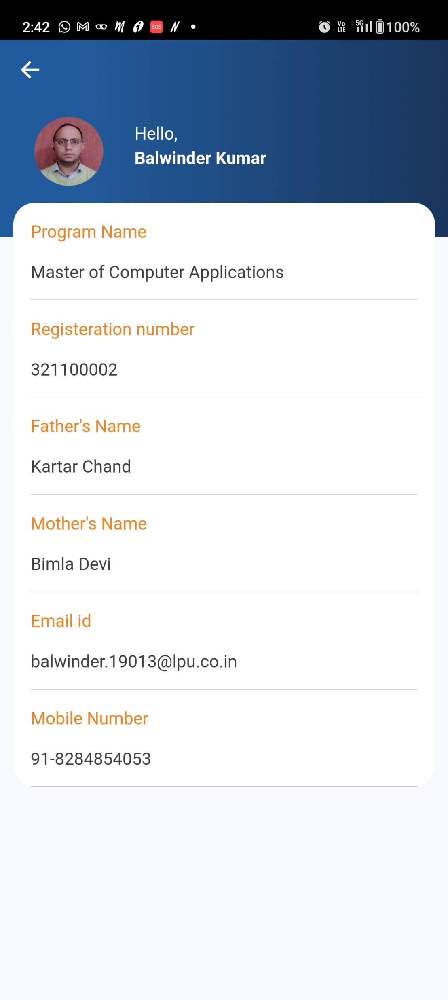 2:42 SOS Vo LTE 5G 100%
Hello,
Balwinder Kumar
Program Name
Master of Computer Applications
Registeration number
321100002
Father's Name
Kartar Chand
Mother's Name
Bimla Devi
Email id
balwinder.19013@lpu.co.in
Mobile Number
91-8284854053